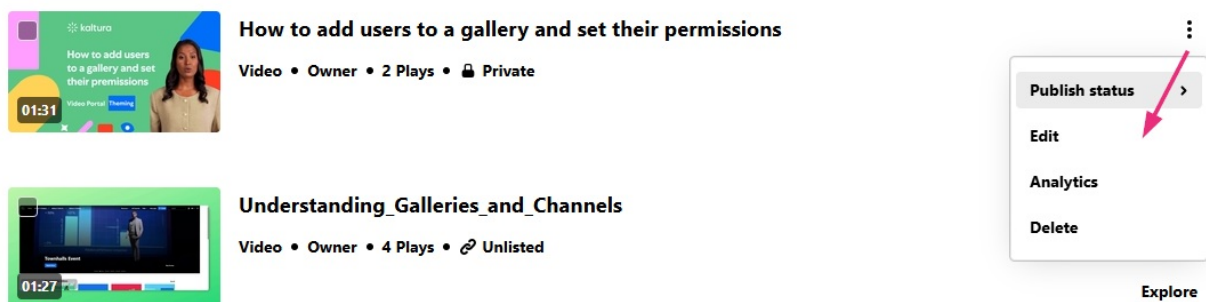 kaltura
How to add users
to a gallery and set
their premissions
Video Portal Theming
01:31
How to add users to a gallery and set their permissions
Video • Owner • 2 Plays • Private
Publish status
Edit
Analytics
Delete
Townhalls Event
01:27
Understanding_Galleries_and_Channels
Video • Owner • 4 Plays • Unlisted
Explore